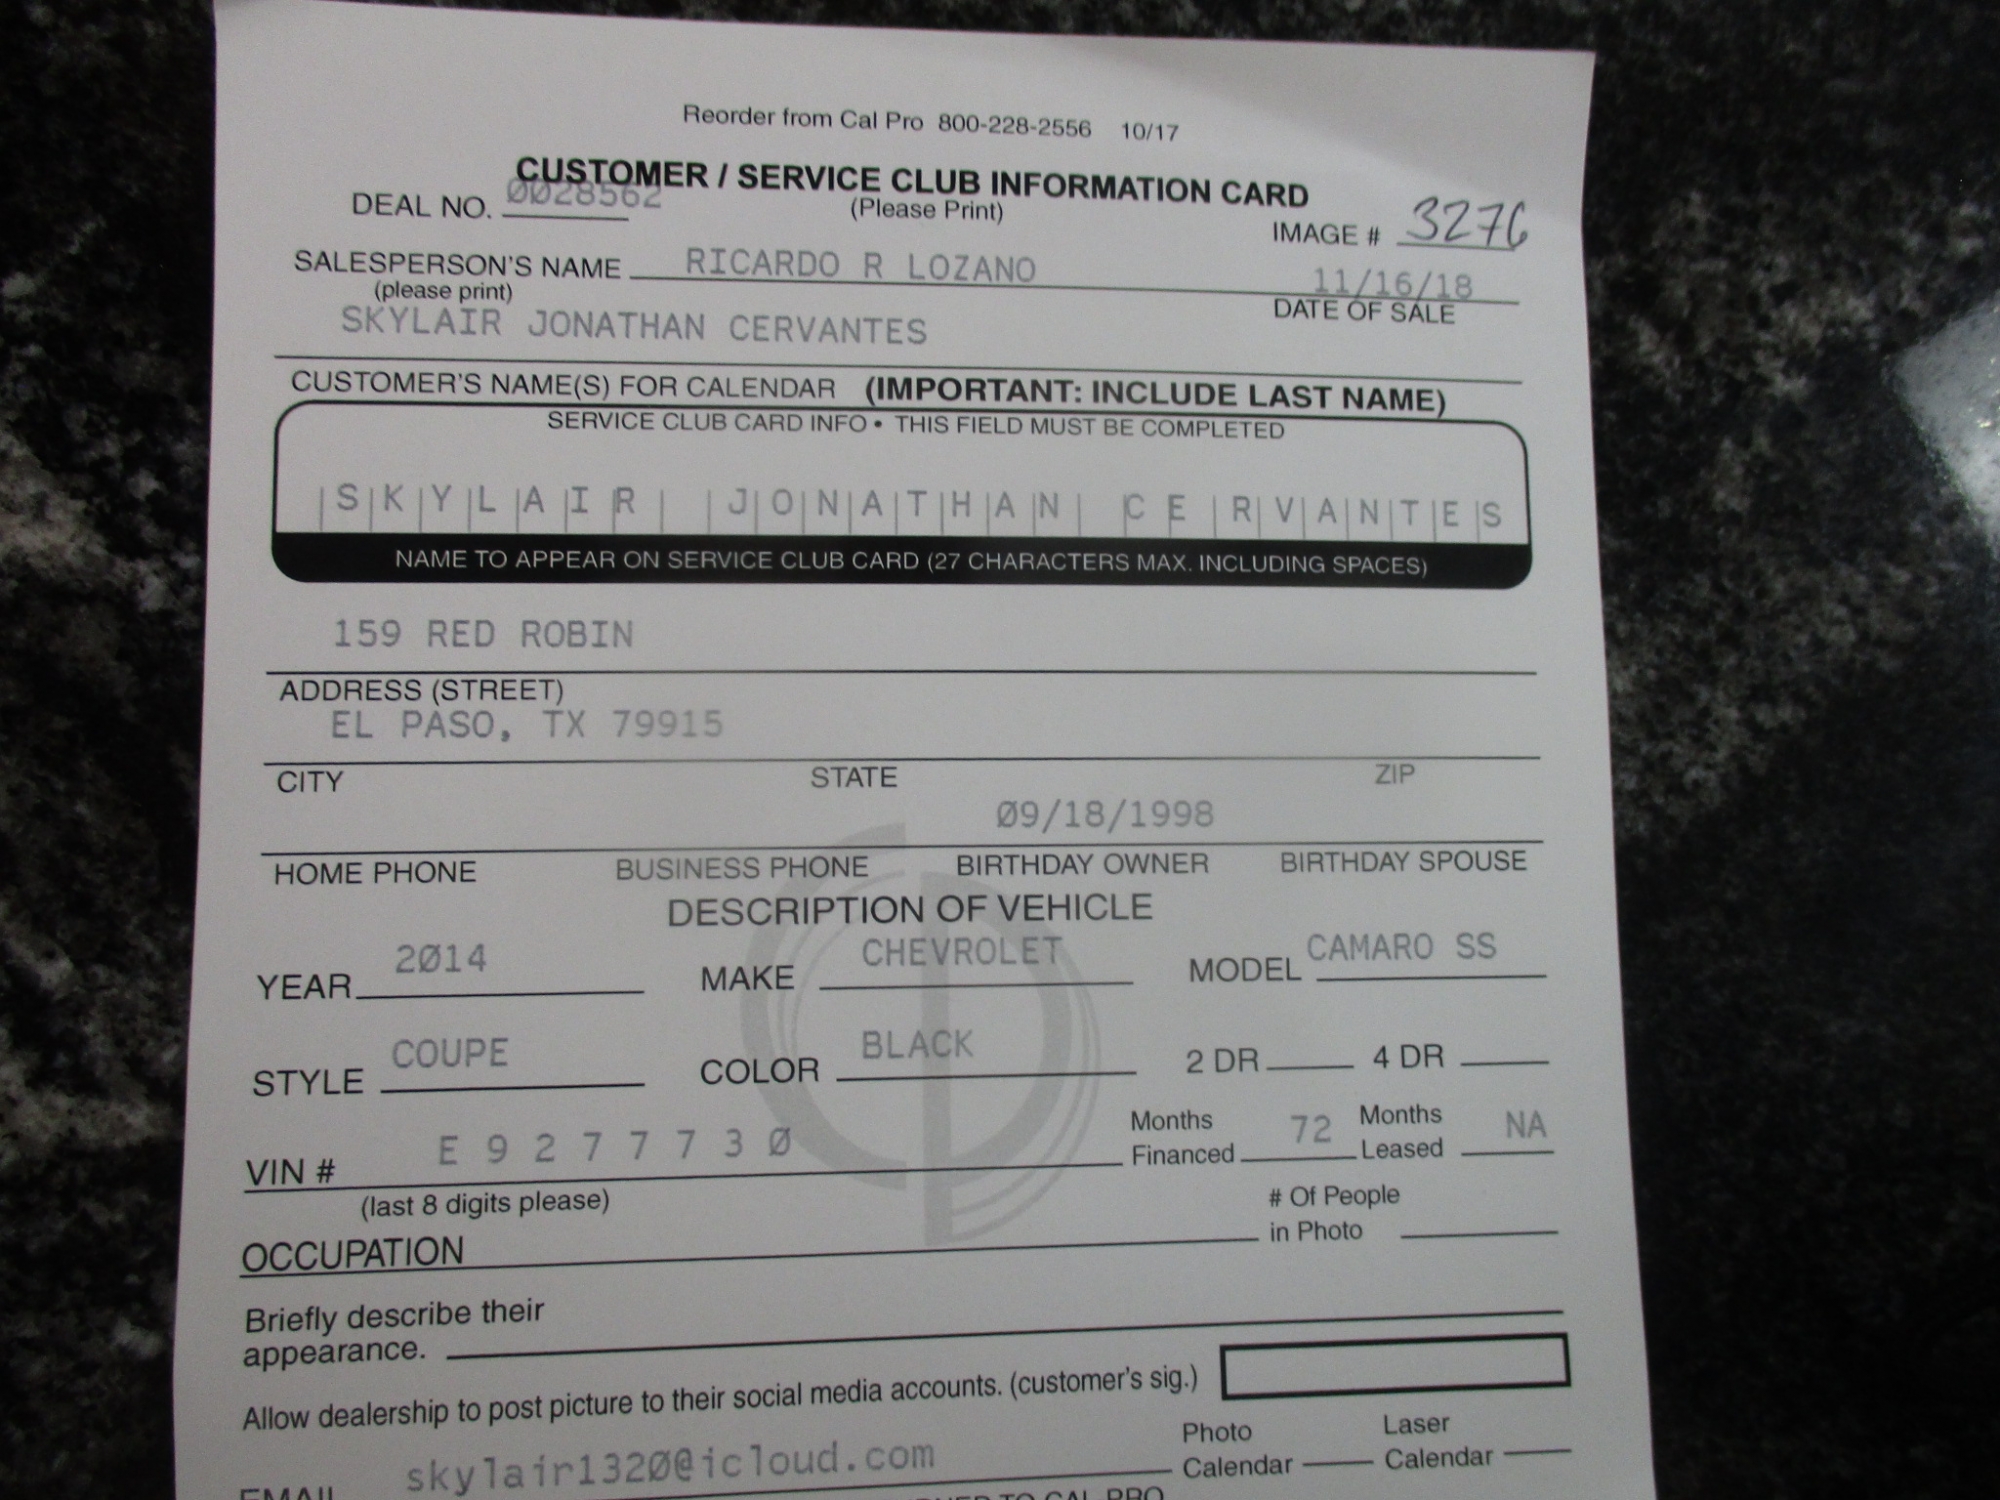 Reorder from Cal Pro 800-228-2556 10/17
CUSTOMER / SERVICE CLUB INFORMATION CARD
DEAL NO. 0028562 (Please Print)
IMAGE # 3276
SALESPERSON'S NAME RICARDO R LOZANO 11/16/18
(please print) DATE OF SALE
SKYLAIR JONATHAN CERVANTES
CUSTOMER'S NAME(S) FOR CALENDAR (IMPORTANT: INCLUDE LAST NAME)
SERVICE CLUB CARD INFO • THIS FIELD MUST BE COMPLETED
SKYLAIR JONATHAN CERVANTES
NAME TO APPEAR ON SERVICE CLUB CARD (27 CHARACTERS MAX. INCLUDING SPACES)
159 RED ROBIN
ADDRESS (STREET)
EL PASO, TX 79915
CITY STATE ZIP
09/18/1998
HOME PHONE BUSINESS PHONE BIRTHDAY OWNER BIRTHDAY SPOUSE
DESCRIPTION OF VEHICLE
YEAR 2014 MAKE CHEVROLET MODEL CAMARO SS
STYLE COUPE COLOR BLACK 2 DR 4 DR
VIN # E9277730 Months Financed 72 Months Leased NA
(last 8 digits please)
# Of People in Photo
OCCUPATION
Briefly describe their
appearance.
Allow dealership to post picture to their social media accounts. (customer's sig.)
Photo Calendar Laser Calendar
EMAIL skylair1320@icloud.com
TO CAL PRO